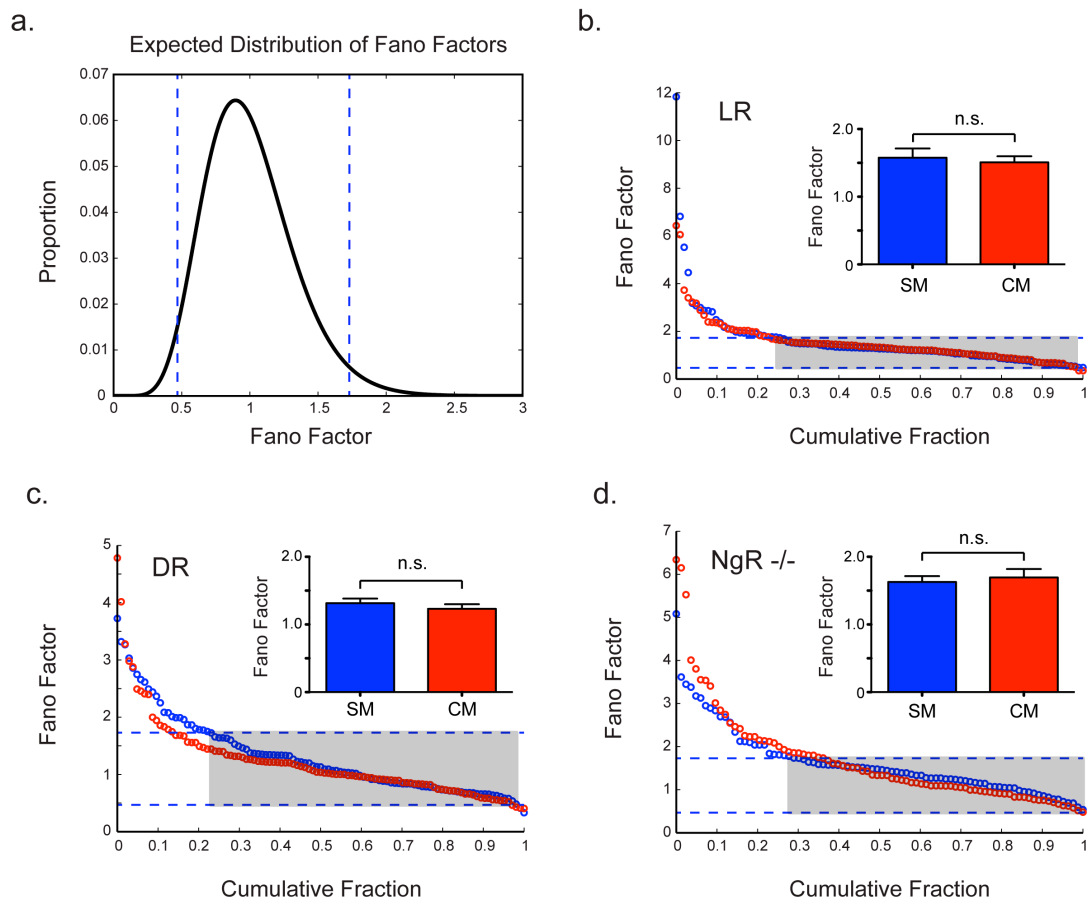 a.
Expected Distribution of Fano Factors
0.07
0.06
0.05
0.04
0.03
0.02
0.01
0
Proportion
0 0.5 1 1.5 2 2.5 3
Fano Factor
b.
LR
12
10
8
6
4
2
0
Fano Factor
0 0.1 0.2 0.3 0.4 0.5 0.6 0.7 0.8 0.9 1
Cumulative Fraction
n.s.
2.0
1.0
0
Fano Factor
SM CM
c.
DR
5
4
3
2
1
0
Fano Factor
0 0.1 0.2 0.3 0.4 0.5 0.6 0.7 0.8 0.9 1
Cumulative Fraction
n.s.
2.0
1.0
0
Fano Factor
SM CM
d.
NgR -/-
7
6
5
4
3
2
1
0
Fano Factor
0 0.1 0.2 0.3 0.4 0.5 0.6 0.7 0.8 0.9 1
Cumulative Fraction
n.s.
2.0
1.0
0
Fano Factor
SM CM